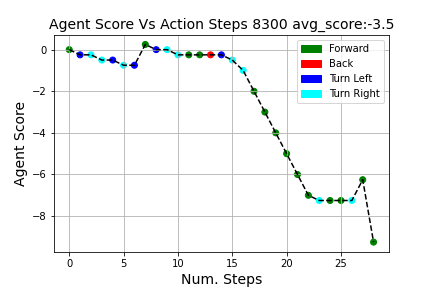 Agent Score Vs Action Steps 8300 avg_score:-3.5
Forward
Back
Turn Left
Turn Right
Agent Score
0
−2
−4
−6
−8
0 5 10 15 20 25
Num. Steps